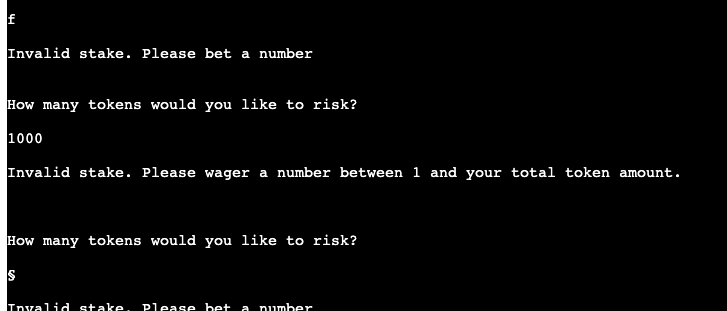 f
Invalid stake. Please bet a number
How many tokens would you like to risk?
1000
Invalid stake. Please wager a number between 1 and your total token amount.
How many tokens would you like to risk?
§
Invalid stake. Please bet a number